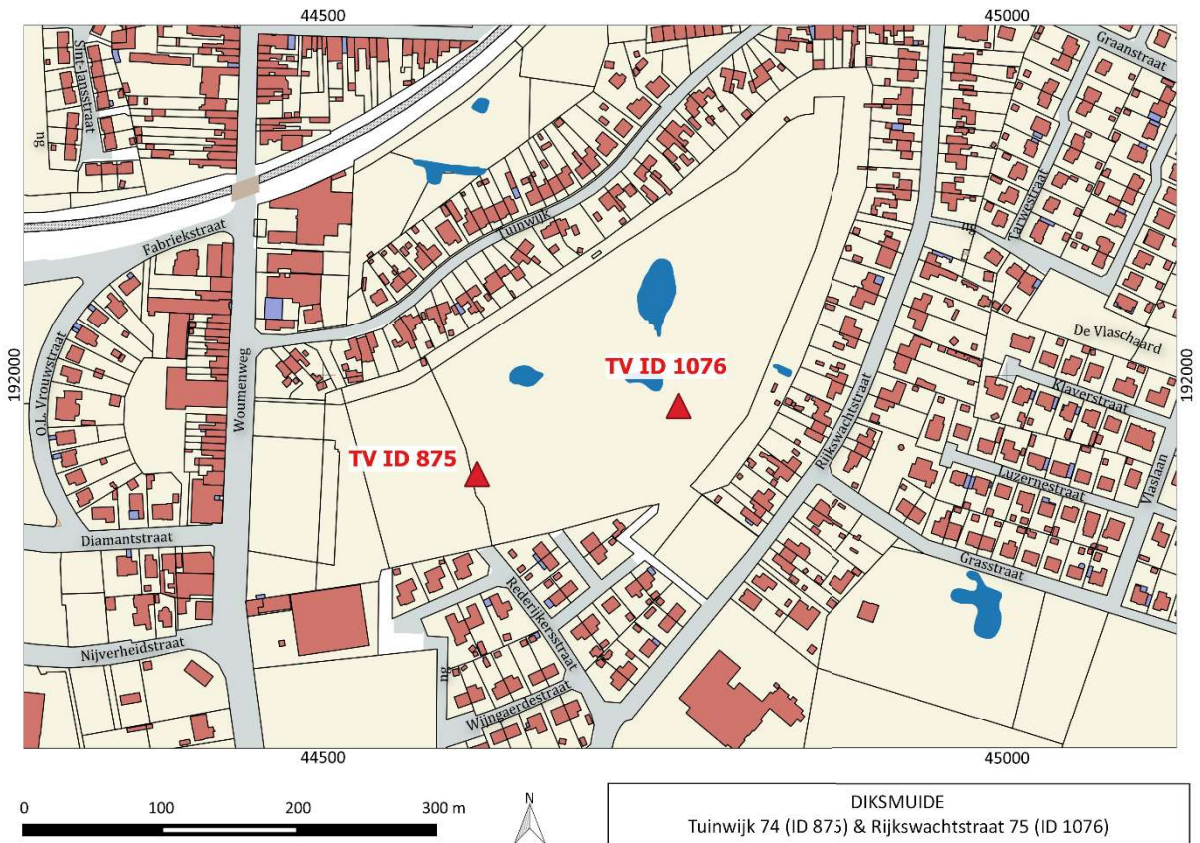 44500
45000
Graanstraat
Sint-Jansstraat
ng
Tarwestraat
ng
Tuinwijk
Fabriekstraat
De Vlaschaard
192000
O.L. Vrouwstraat
Woumenweg
TV ID 1076
192000
Klaverstraat
Rijkswachtstraat
TV ID 875
Luzernestraat
Vlaslaan
Diamantstraat
Grasstraat
Rederijkersstraat
Nijverheidstraat
ng
Wijngaerdestraat
44500
45000
0 100 200 300 m
N
DIKSMUIDE
Tuinwijk 74 (ID 875) & Rijkswachtstraat 75 (ID 1076)